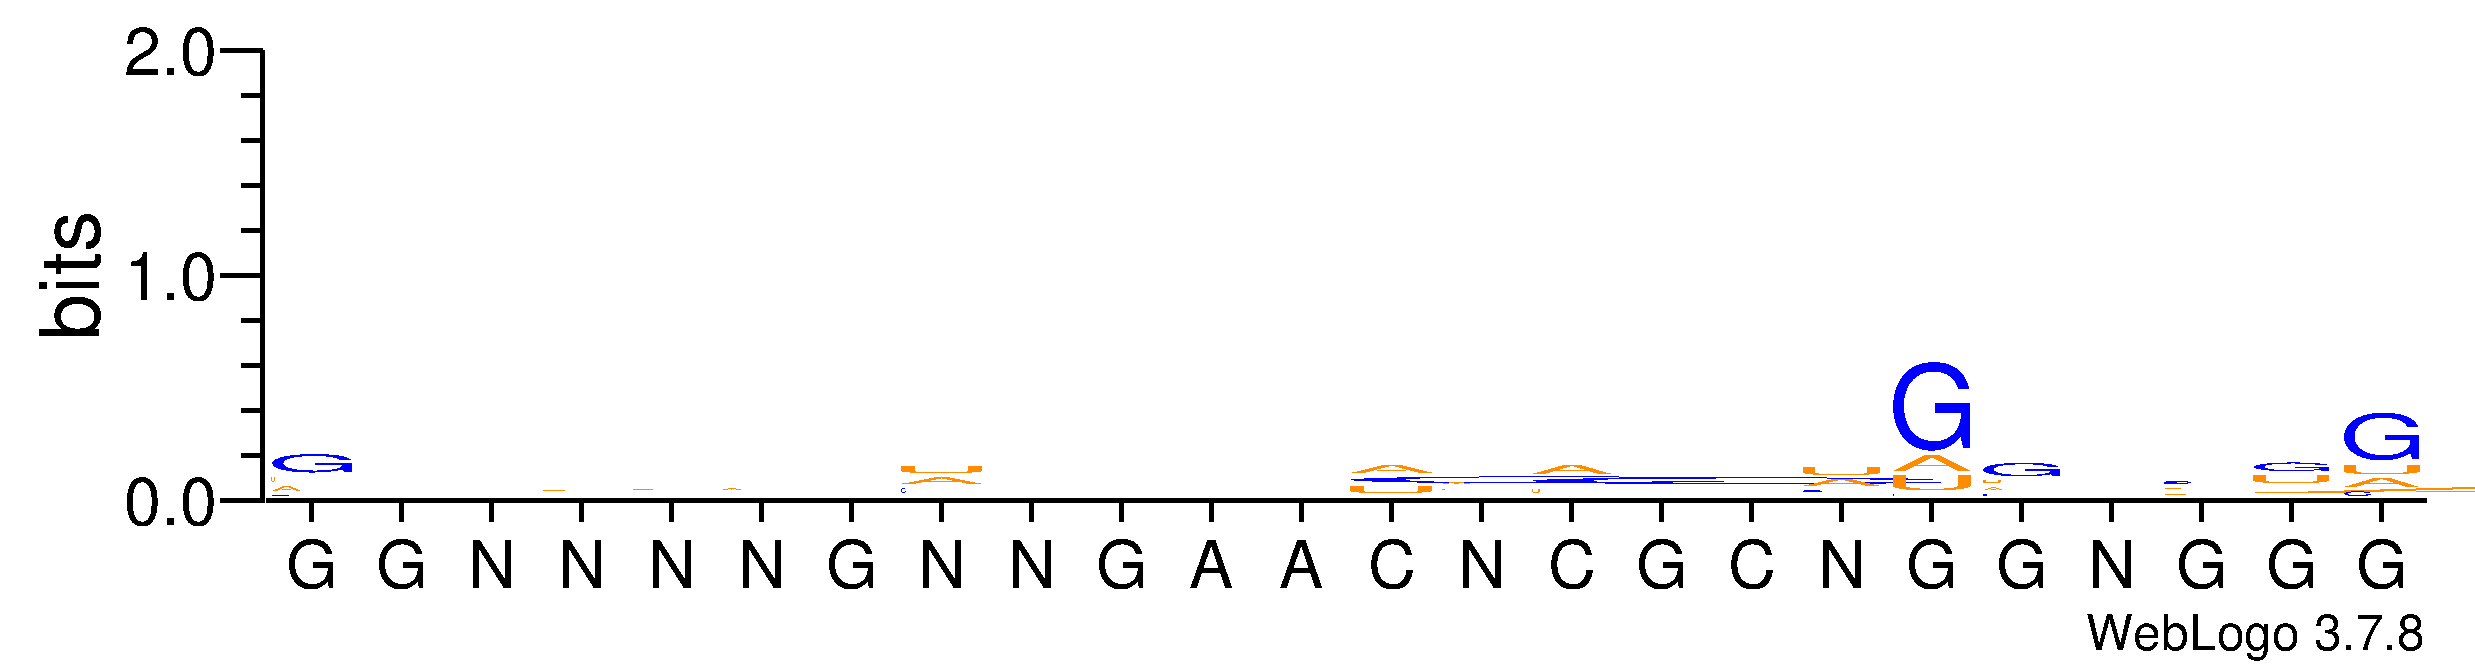 2.0
bits
1.0
G
G A G G G
G U A A A U A U G U U A
0.0
G G N N N N G N N G A A C N C G C N G G N G G G
WebLogo 3.7.8